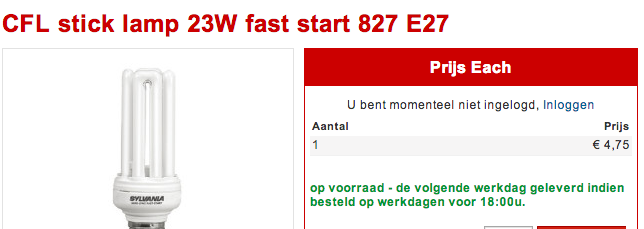 CFL stick lamp 23W fast start 827 E27
Prijs Each
U bent momenteel niet ingelogd, Inloggen
Aantal Prijs
1 € 4,75
op voorraad - de volgende werkdag geleverd indien
besteld op werkdagen voor 18:00u.
SYLVANIA